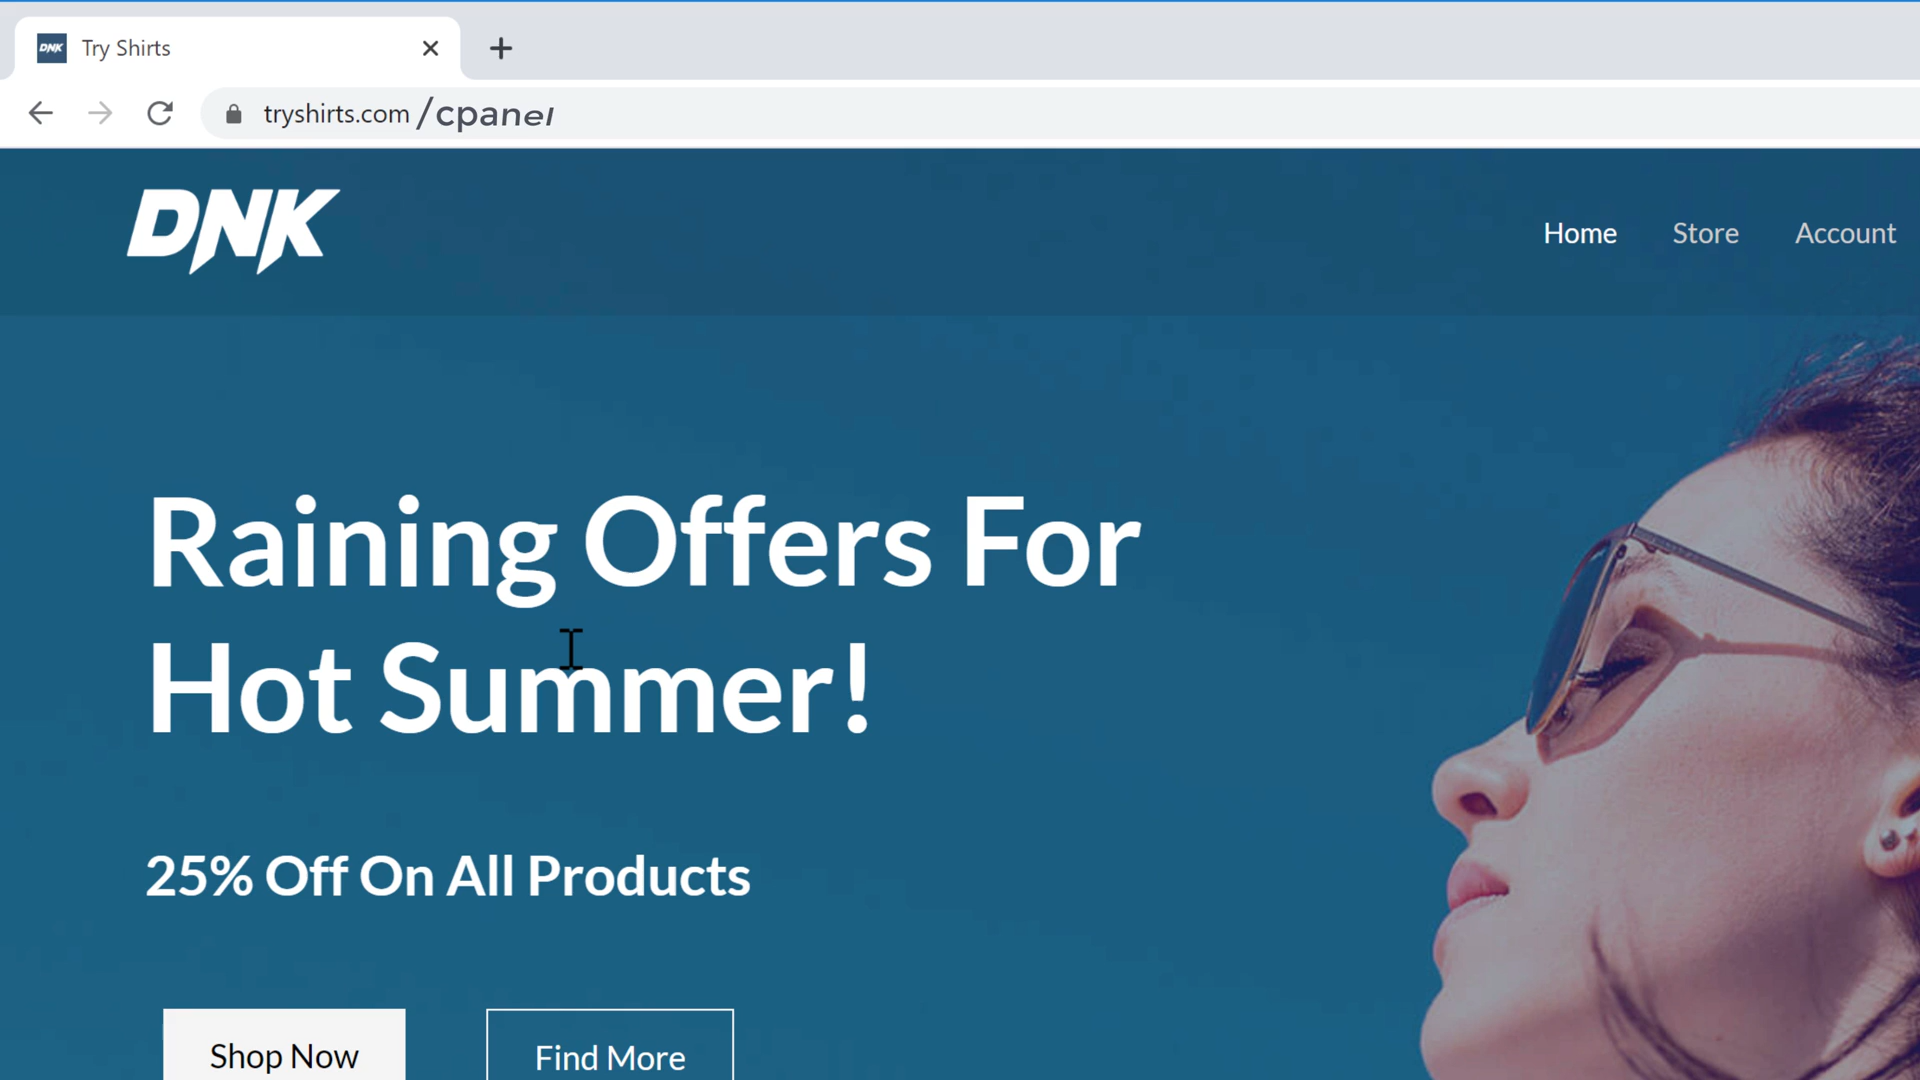 DNK Try Shirts
tryshirts.com /cpanel
DNK
Home Store Account
Raining Offers For
Hot Summer!
25% Off On All Products
Shop Now Find More